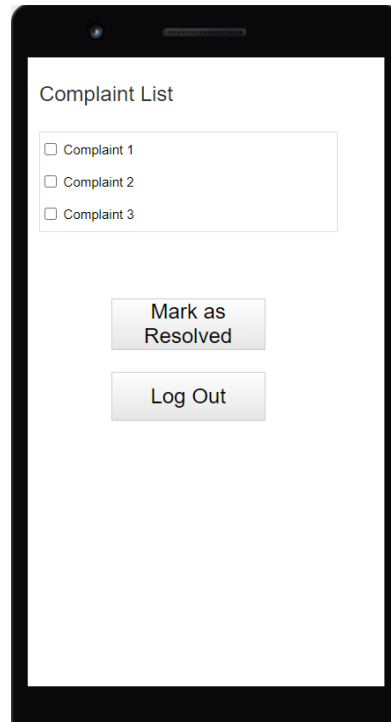 Complaint List
Complaint 1
Complaint 2
Complaint 3
Mark as
Resolved
Log Out